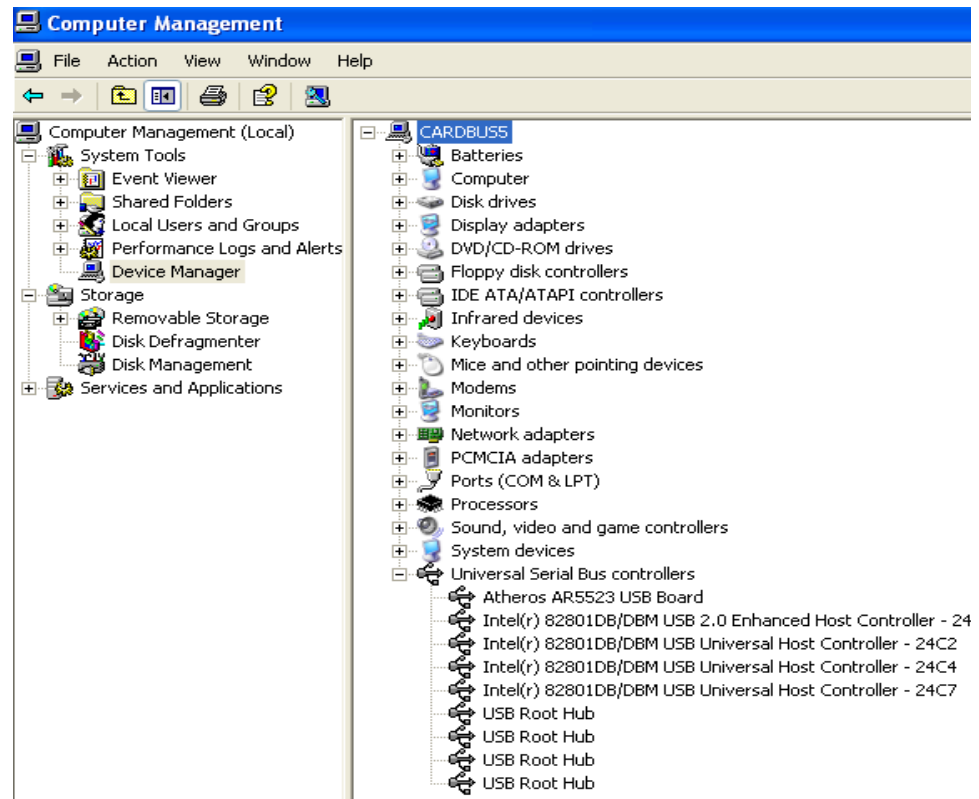 Computer Management
File Action View Window Help
Computer Management (Local)
System Tools
Event Viewer
Shared Folders
Local Users and Groups
Performance Logs and Alerts
Device Manager
Storage
Removable Storage
Disk Defragmenter
Disk Management
Services and Applications
CARDBUS5
Batteries
Computer
Disk drives
Display adapters
DVD/CD-ROM drives
Floppy disk controllers
IDE ATA/ATAPI controllers
Infrared devices
Keyboards
Mice and other pointing devices
Modems
Monitors
Network adapters
PCMCIA adapters
Ports (COM & LPT)
Processors
Sound, video and game controllers
System devices
Universal Serial Bus controllers
Atheros AR5523 USB Board
Intel(r) 82801DB/DBM USB 2.0 Enhanced Host Controller - 24
Intel(r) 82801DB/DBM USB Universal Host Controller - 24C2
Intel(r) 82801DB/DBM USB Universal Host Controller - 24C4
Intel(r) 82801DB/DBM USB Universal Host Controller - 24C7
USB Root Hub
USB Root Hub
USB Root Hub
USB Root Hub